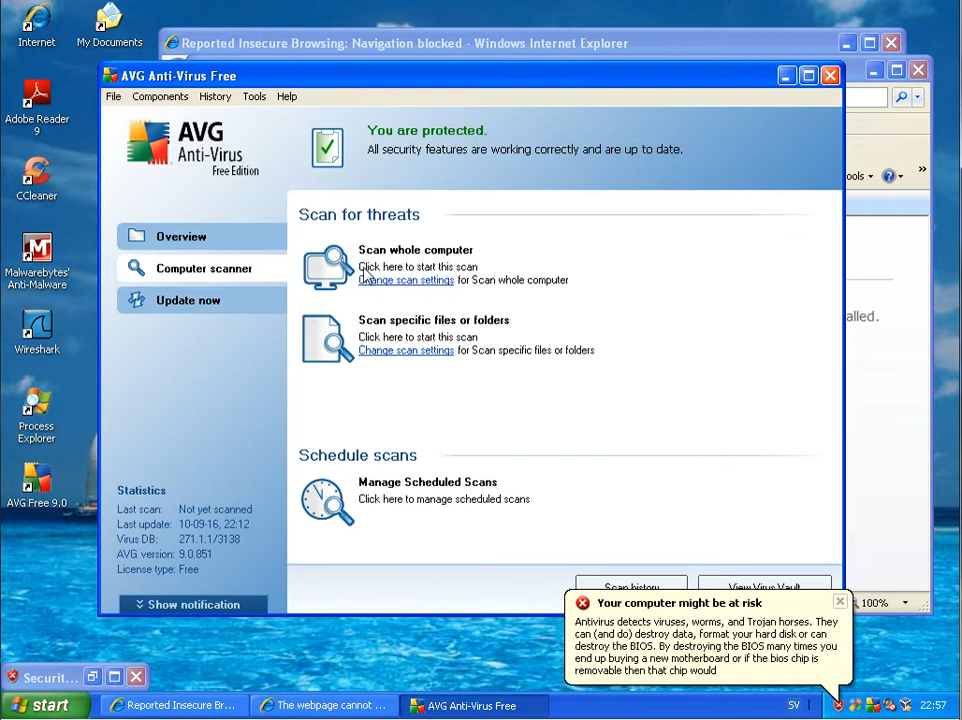 Internet
My Documents
Reported Insecure Browsing: Navigation blocked - Windows Internet Explorer
AVG Anti-Virus Free
File Components History Tools Help
Adobe Reader
9
AVG
Anti-Virus
Free Edition
You are protected.
All security features are working correctly and are up to date.
ools
»
CCleaner
Scan for threats
Overview
Computer scanner
Update now
Scan whole computer
Click here to start this scan
Change scan settings for Scan whole computer
Malwarebytes'
Anti-Malware
Scan specific files or folders
Click here to start this scan
Change scan settings for Scan specific files or folders
alled.
Wireshark
Process
Explorer
Schedule scans
Manage Scheduled Scans
Click here to manage scheduled scans
AVG Free 9.0
Statistics
Last scan: Not yet scanned
Last update: 10-09-16, 22:12
Virus DB: 271.1.1/3138
AVG version: 9.0.851
License type: Free
Show notification
Scan history
View Virus Vault
100%
Your computer might be at risk
Antivirus detects viruses, worms, and Trojan horses. They
can (and do) destroy data, format your hard disk or can
destroy the BIOS. By destroying the BIOS many times you
end up buying a new motherboard or if the bios chip is
removable then that chip would
Securit...
start
Reported Insecure Br...
The webpage cannot ...
AVG Anti-Virus Free
SV
22:57